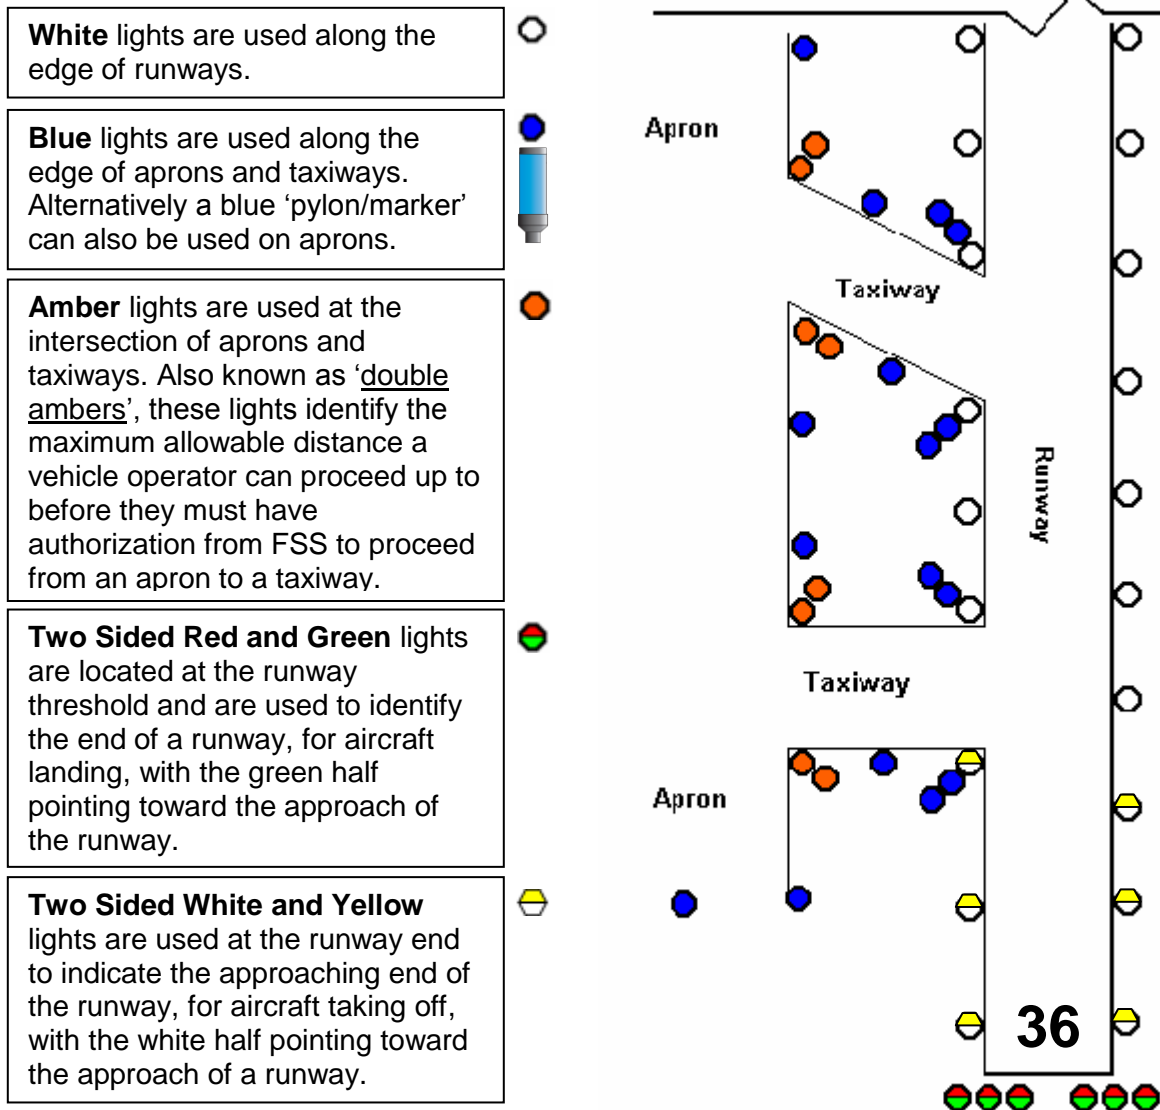 White lights are used along the
edge of runways.
Blue lights are used along the
edge of aprons and taxiways.
Alternatively a blue ‘pylon/marker’
can also be used on aprons.
Amber lights are used at the
intersection of aprons and
taxiways. Also known as ‘double
ambers’, these lights identify the
maximum allowable distance a
vehicle operator can proceed up to
before they must have
authorization from FSS to proceed
from an apron to a taxiway.
Two Sided Red and Green lights
are located at the runway
threshold and are used to identify
the end of a runway, for aircraft
landing, with the green half
pointing toward the approach of
the runway.
Two Sided White and Yellow
lights are used at the runway end
to indicate the approaching end of
the runway, for aircraft taking off,
with the white half pointing toward
the approach of a runway.
Apron
Taxiway
Runway
Taxiway
Apron
36